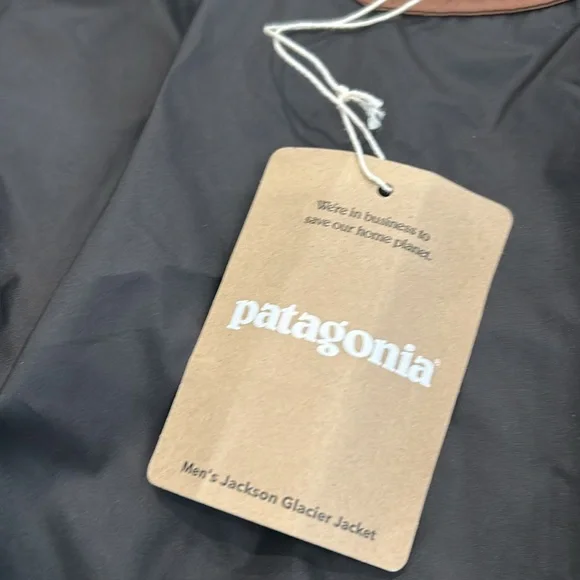 We're in business to
save our home planet.
patagonia®
Men's Jackson Glacier Jacket